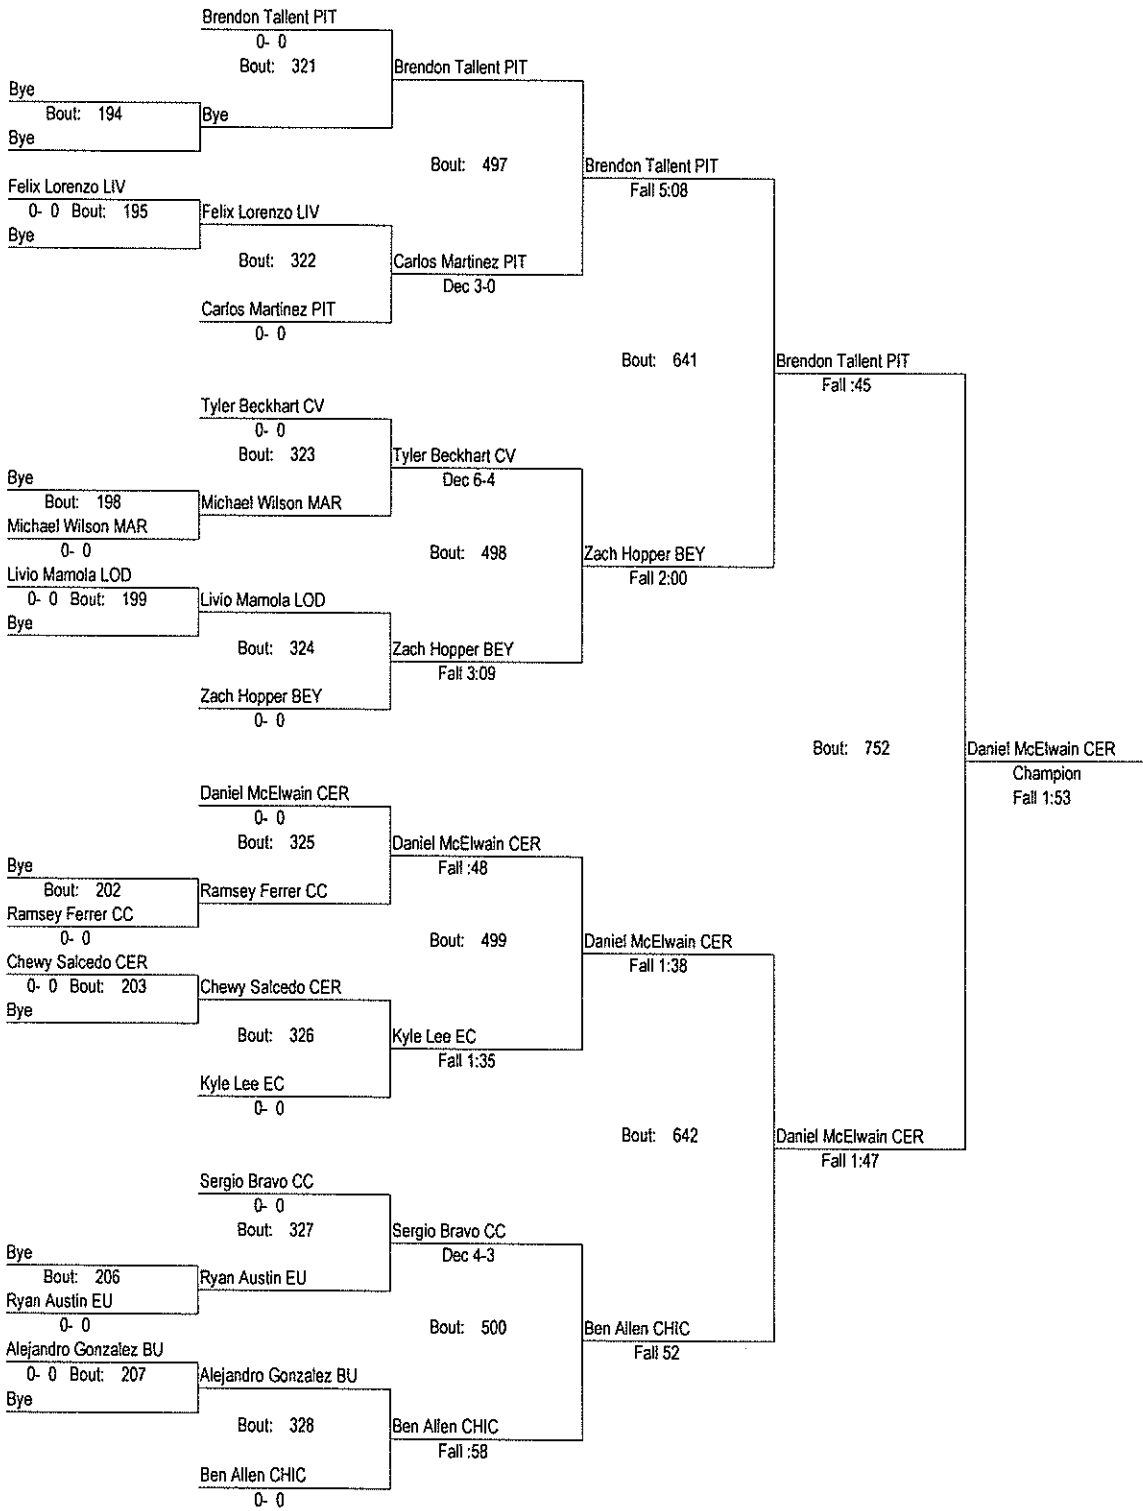 Brendon Tallent PIT
0- 0
Bout: 321
Brendon Tallent PIT
Bye
Bout: 194
Bye
Bye
Bout: 497
Brendon Tallent PIT
Fall 5:08
Felix Lorenzo LIV
0- 0 Bout: 195
Felix Lorenzo LIV
Bye
Bout: 322
Carlos Martinez PIT
Dec 3-0
Carlos Martinez PIT
0- 0
Bout: 641
Brendon Tallent PIT
Fall :45
Tyler Beckhart CV
0- 0
Bout: 323
Tyler Beckhart CV
Dec 6-4
Bye
Bout: 198
Michael Wilson MAR
Michael Wilson MAR
0- 0
Bout: 498
Zach Hopper BEY
Fall 2:00
Livio Mamola LOD
0- 0 Bout: 199
Livio Mamola LOD
Bye
Bout: 324
Zach Hopper BEY
Fall 3:09
Zach Hopper BEY
0- 0
Bout: 752
Daniel McElwain CER
Champion
Fall 1:53
Daniel McElwain CER
0- 0
Bout: 325
Daniel McElwain CER
Fall :48
Bye
Bout: 202
Ramsey Ferrer CC
Ramsey Ferrer CC
0- 0
Bout: 499
Daniel McElwain CER
Fall 1:38
Chewy Salcedo CER
0- 0 Bout: 203
Chewy Salcedo CER
Bye
Bout: 326
Kyle Lee EC
Fall 1:35
Kyle Lee EC
0- 0
Bout: 642
Daniel McElwain CER
Fall 1:47
Sergio Bravo CC
0- 0
Bout: 327
Sergio Bravo CC
Dec 4-3
Bye
Bout: 206
Ryan Austin EU
Ryan Austin EU
0- 0
Bout: 500
Ben Allen CHIC
Fall 52
Alejandro Gonzalez BU
0- 0 Bout: 207
Alejandro Gonzalez BU
Bye
Bout: 328
Ben Allen CHIC
Fall :58
Ben Allen CHIC
0- 0